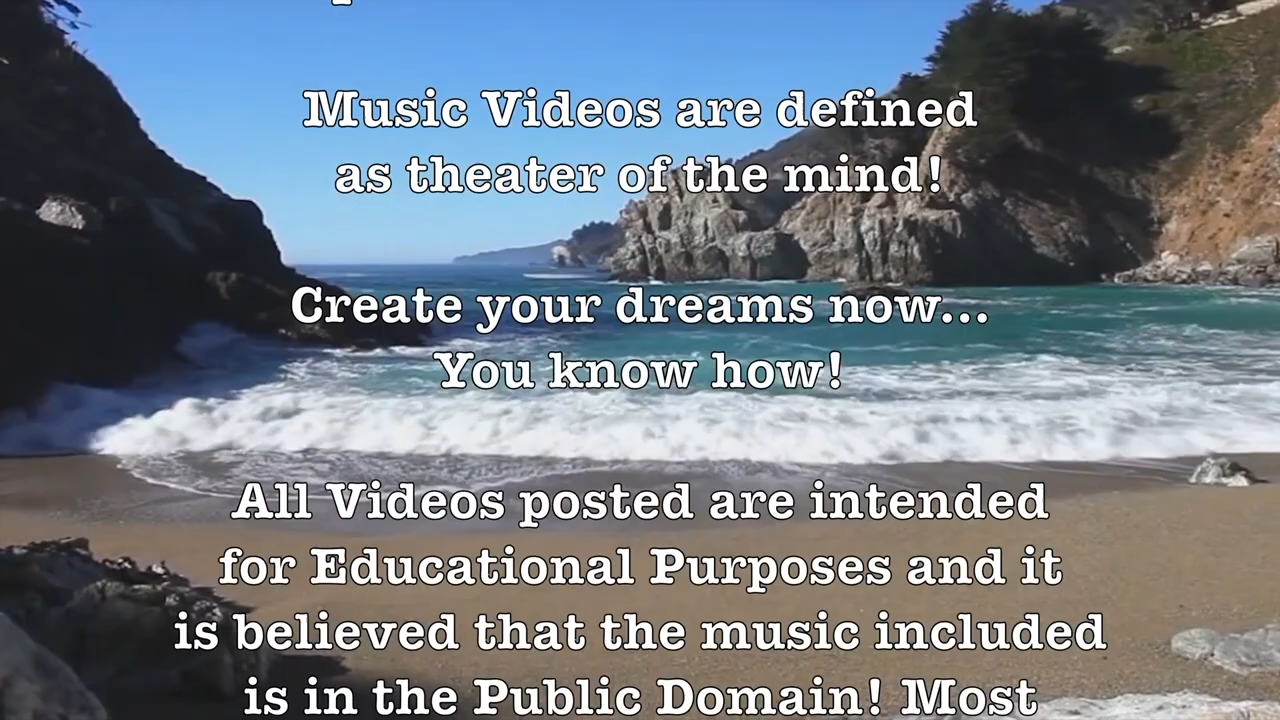 Music Videos are defined
as theater of the mind!
Create your dreams now...
You know how!
All Videos posted are intended
for Educational Purposes and it
is believed that the music included
is in the Public Domain! Most